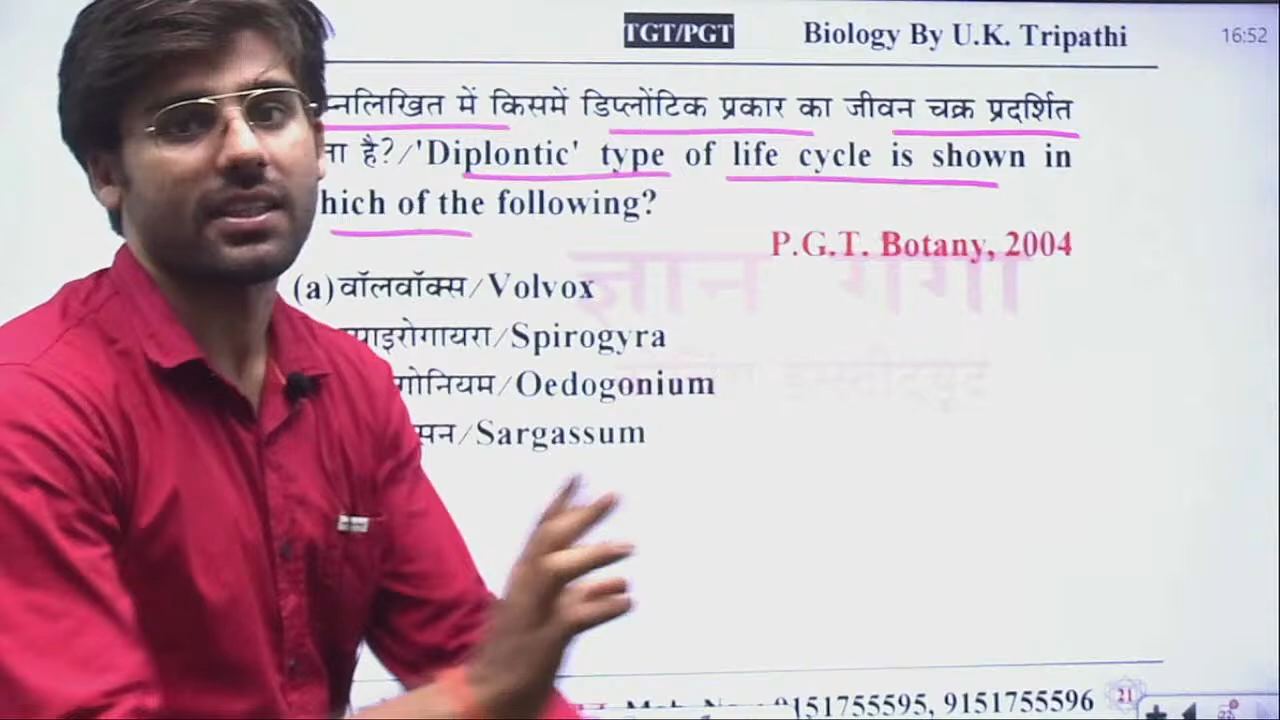 TGT/PGT Biology By U.K. Tripathi 16:52
म्नलिखित में किसमें डिप्लोंटिक प्रकार का जीवन चक्र प्रदर्शित
ता है?/'Diplontic' type of life cycle is shown in
hich of the following?
P.G.T. Botany, 2004
ज्ञान गंगा
(a) वॉलवॉक्स/Volvox
पाइरोगायरा/Spirogyra
इन्स्टीट्यूट
गोनियम/Oedogonium
सन/Sargassum
9151755595, 9151755596 21